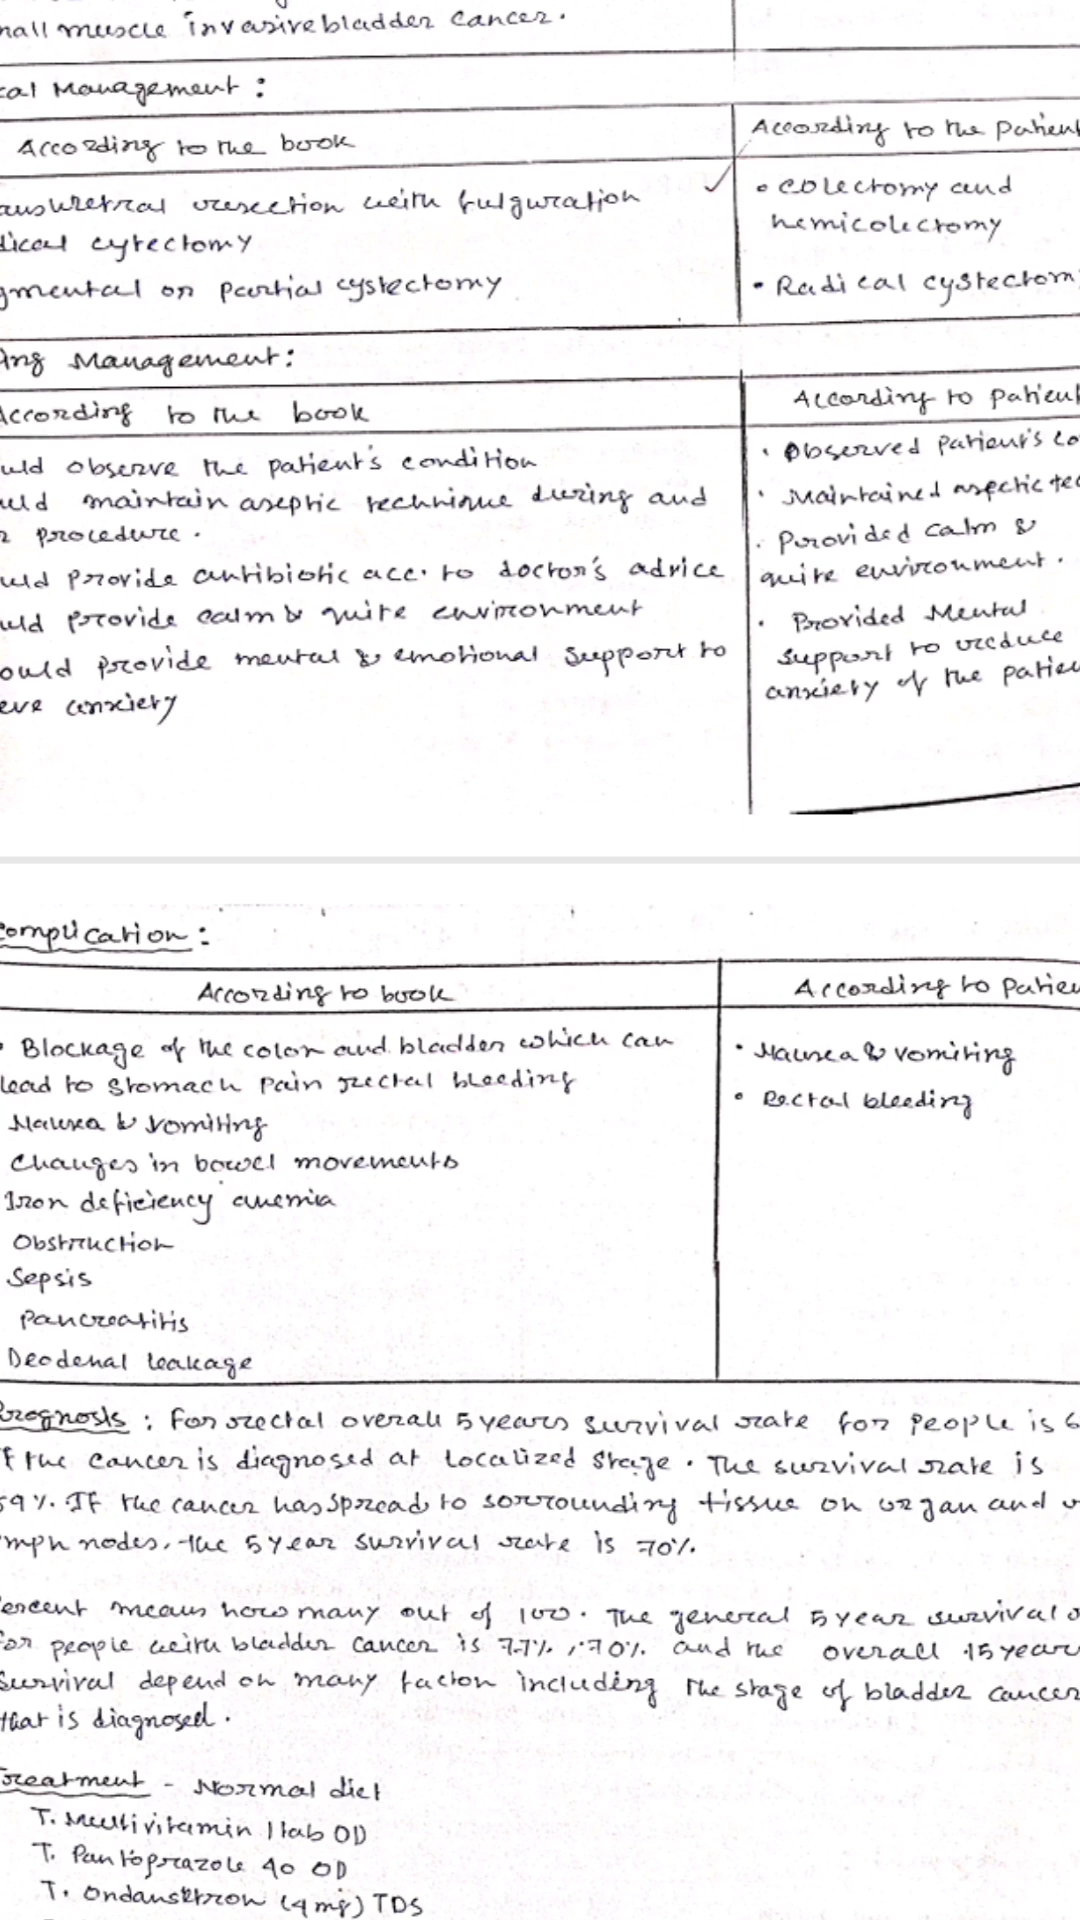 nall muscle invasive bladder cancer.
cal Management :
According to the book
According to the Patient
ansuretral resection with fulguration
dical cytectomy
gmental or partial cystectomy
• colectomy and
hemicolectomy
• Radical cystectom
ing Management:
According to the book
According to patient
uld observe the patient's condition
uld maintain aseptic technique during and
r procedure.
uld provide antibiotic acc. to doctor's advice
uld provide calm & quite environment
ould provide mental & emotional support to
eve anxiety
• Observed patient's co
• Maintained asectic tec
• Provided calm &
quite environment.
• Provided Mental
support to reduce
anxiety of the patie
complication :
According to book
According to patie
• Blockage of the colon and bladder which can
lead to stomach pain rectal bleeding
Nausea & vomiting
Changes in bowel movements
Iron deficiency anemia
Obstruction
Sepsis
Pancreatitis
Deodenal leakage
• Nausea & vomiting
• Rectal bleeding
Prognosis : For rectal overall 5 years survival rate for people is 6
If the cancer is diagnosed at localized stage. The survival rate is
59%. If the cancer has spread to sorrounding tissue on organ and
mph nodes, the 5 year survival rate is 70%.
ercent means how many out of 100. The general 5 year survival
for people with bladder cancer is 77%, 70% and the overall 15 year
survival depend on many facton including the stage of bladder cancer
that is diagnosed.
Treatment - Normal diet
T. Multivitamin 1 tab OD
T. Pantoprazole 40 OD
T. Ondansetron (4mg) TDS